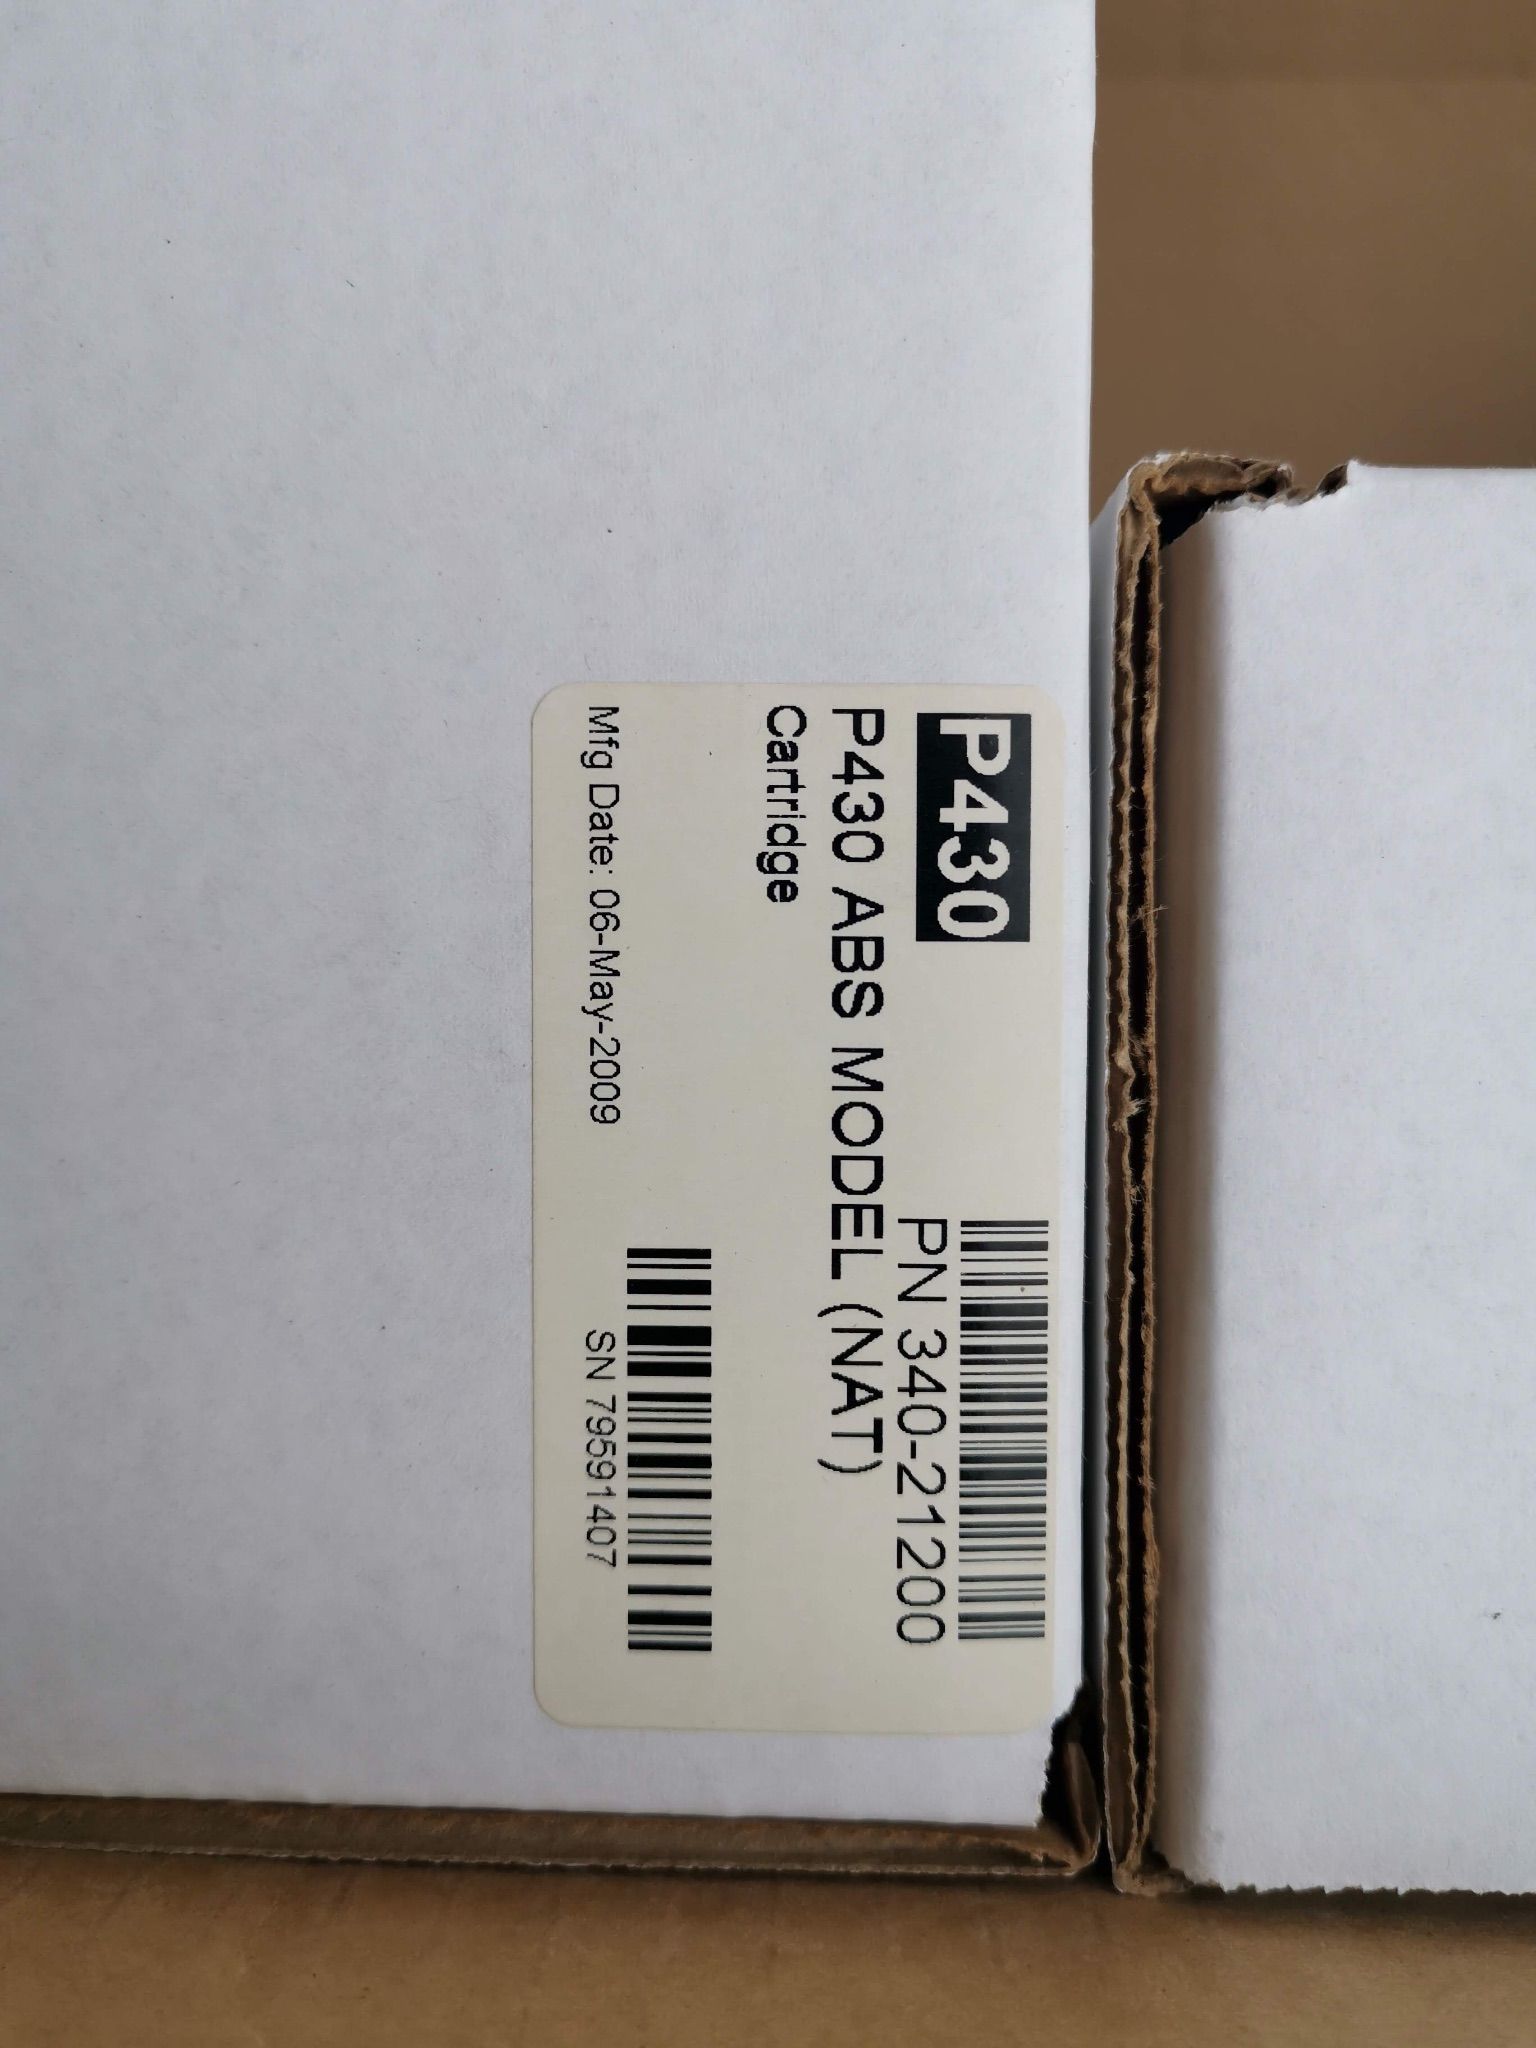 P430
PN 340-21200
P430 ABS MODEL (NAT)
Cartridge
Mfg Date: 06-May-2009
SN 79591407